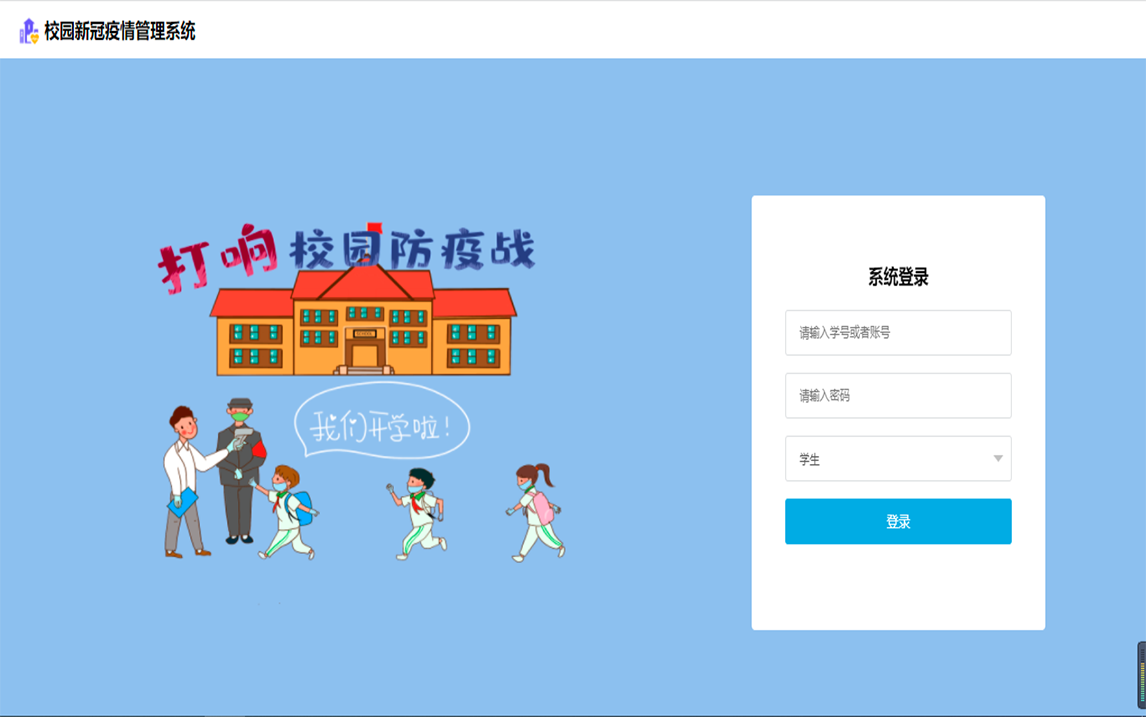 校园新冠疫情管理系统
打响校园防疫战
我们开学啦！
系统登录
请输入学号或者账号
请输入密码
学生
登录